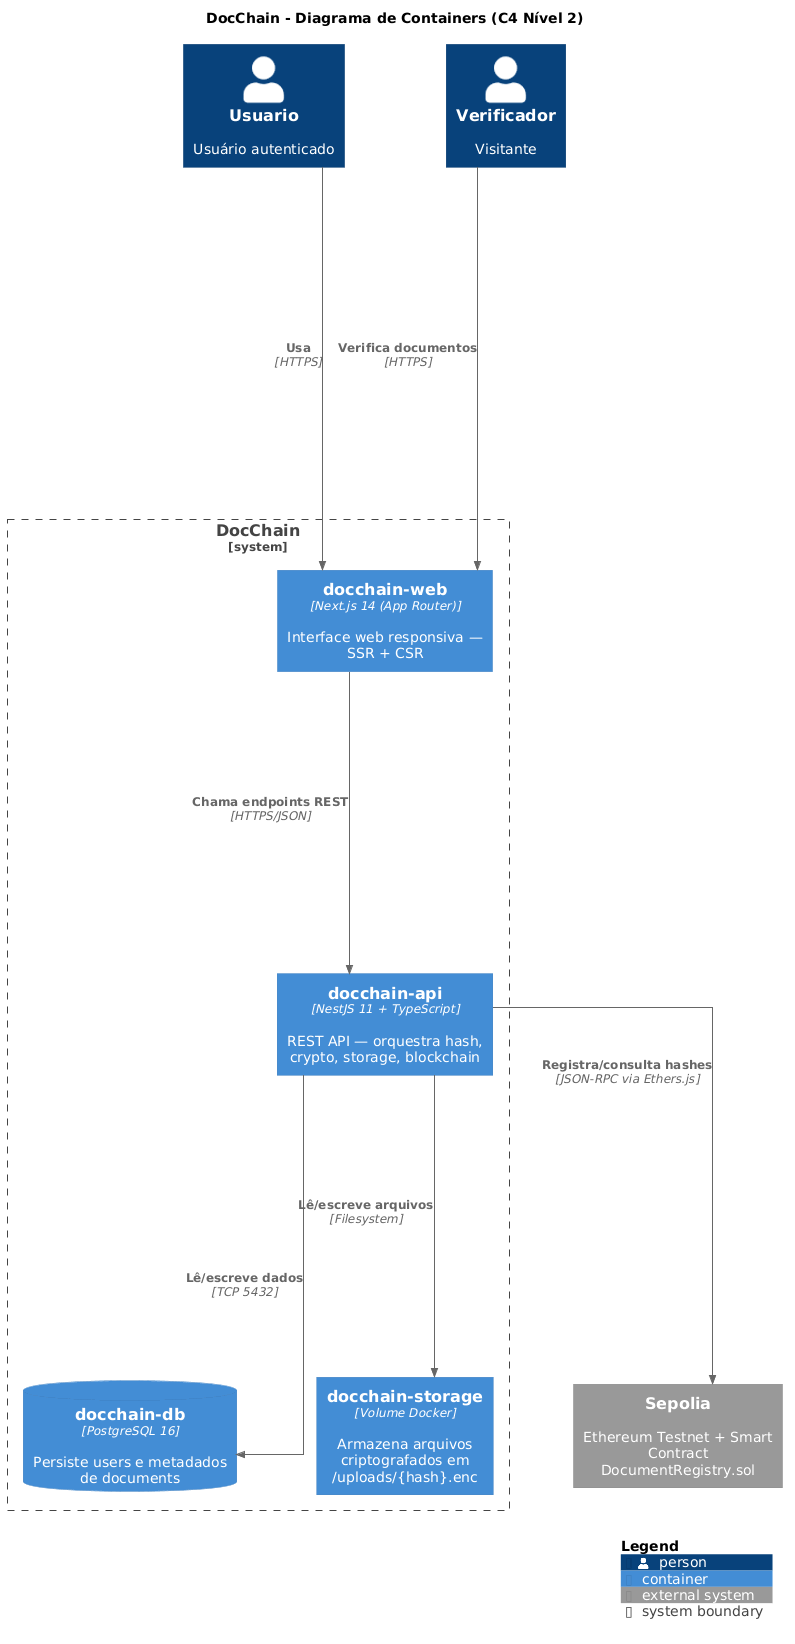 DocChain - Diagrama de Containers (C4 Nível 2)
Usuario
Usuário autenticado
Verificador
Visitante
Usa
[HTTPS]
Verifica documentos
[HTTPS]
DocChain
[system]
docchain-web
[Next.js 14 (App Router)]
Interface web responsiva —
SSR + CSR
Chama endpoints REST
[HTTPS/JSON]
docchain-api
[NestJS 11 + TypeScript]
REST API — orquestra hash,
crypto, storage, blockchain
Registra/consulta hashes
[JSON-RPC via Ethers.js]
Lê/escreve arquivos
[Filesystem]
Lê/escreve dados
[TCP 5432]
docchain-db
[PostgreSQL 16]
Persiste users e metadados
de documents
docchain-storage
[Volume Docker]
Armazena arquivos
criptografados em
/uploads/{hash}.enc
Sepolia
Ethereum Testnet + Smart
Contract
DocumentRegistry.sol
Legend
person
container
external system
system boundary